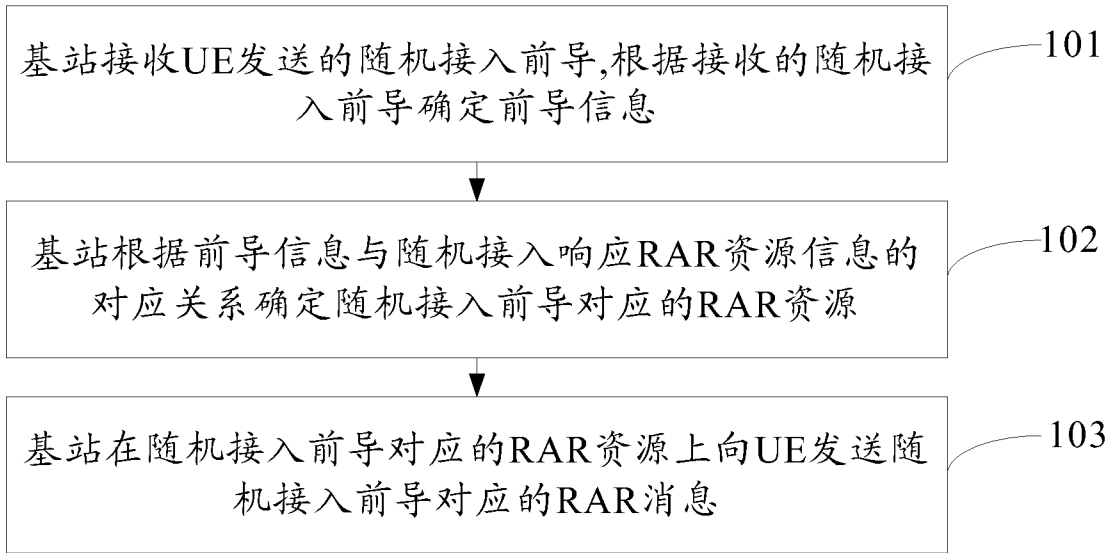 基站接收UE发送的随机接入前导,根据接收的随机接
入前导确定前导信息
101
基站根据前导信息与随机接入响应RAR资源信息的
对应关系确定随机接入前导对应的RAR资源
102
基站在随机接入前导对应的RAR资源上向UE发送随
机接入前导对应的RAR消息
103